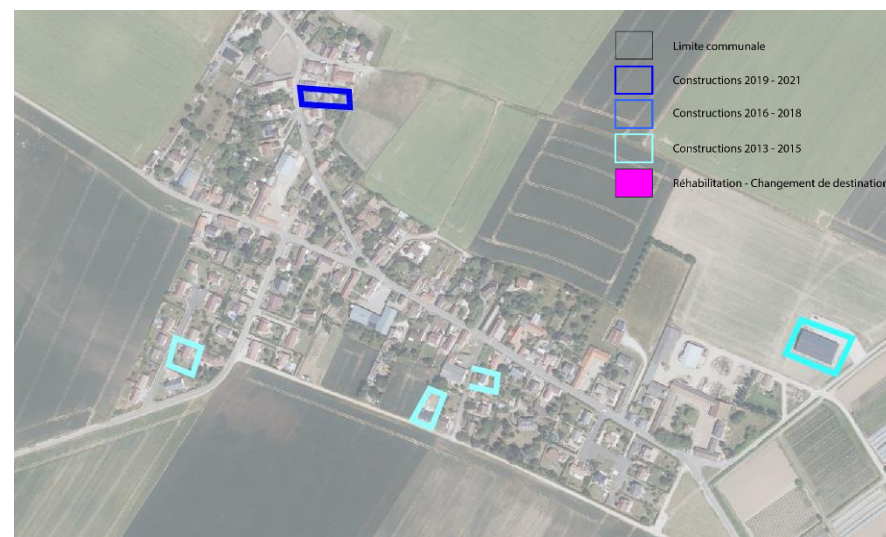 Limite communale
Constructions 2019 - 2021
Constructions 2016 - 2018
Constructions 2013 - 2015
Réhabilitation - Changement de destination